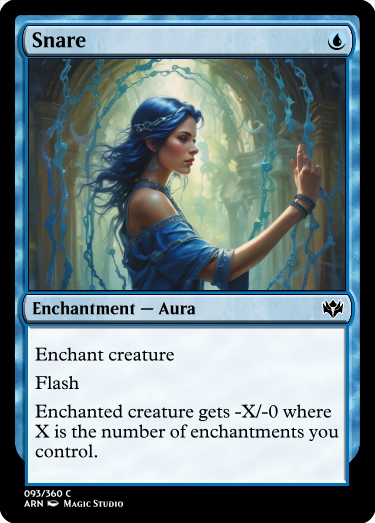 Snare
Enchantment — Aura
Enchant creature
Flash
Enchanted creature gets -X/-0 where
X is the number of enchantments you
control.
093/360 C
ARN Magic Studio